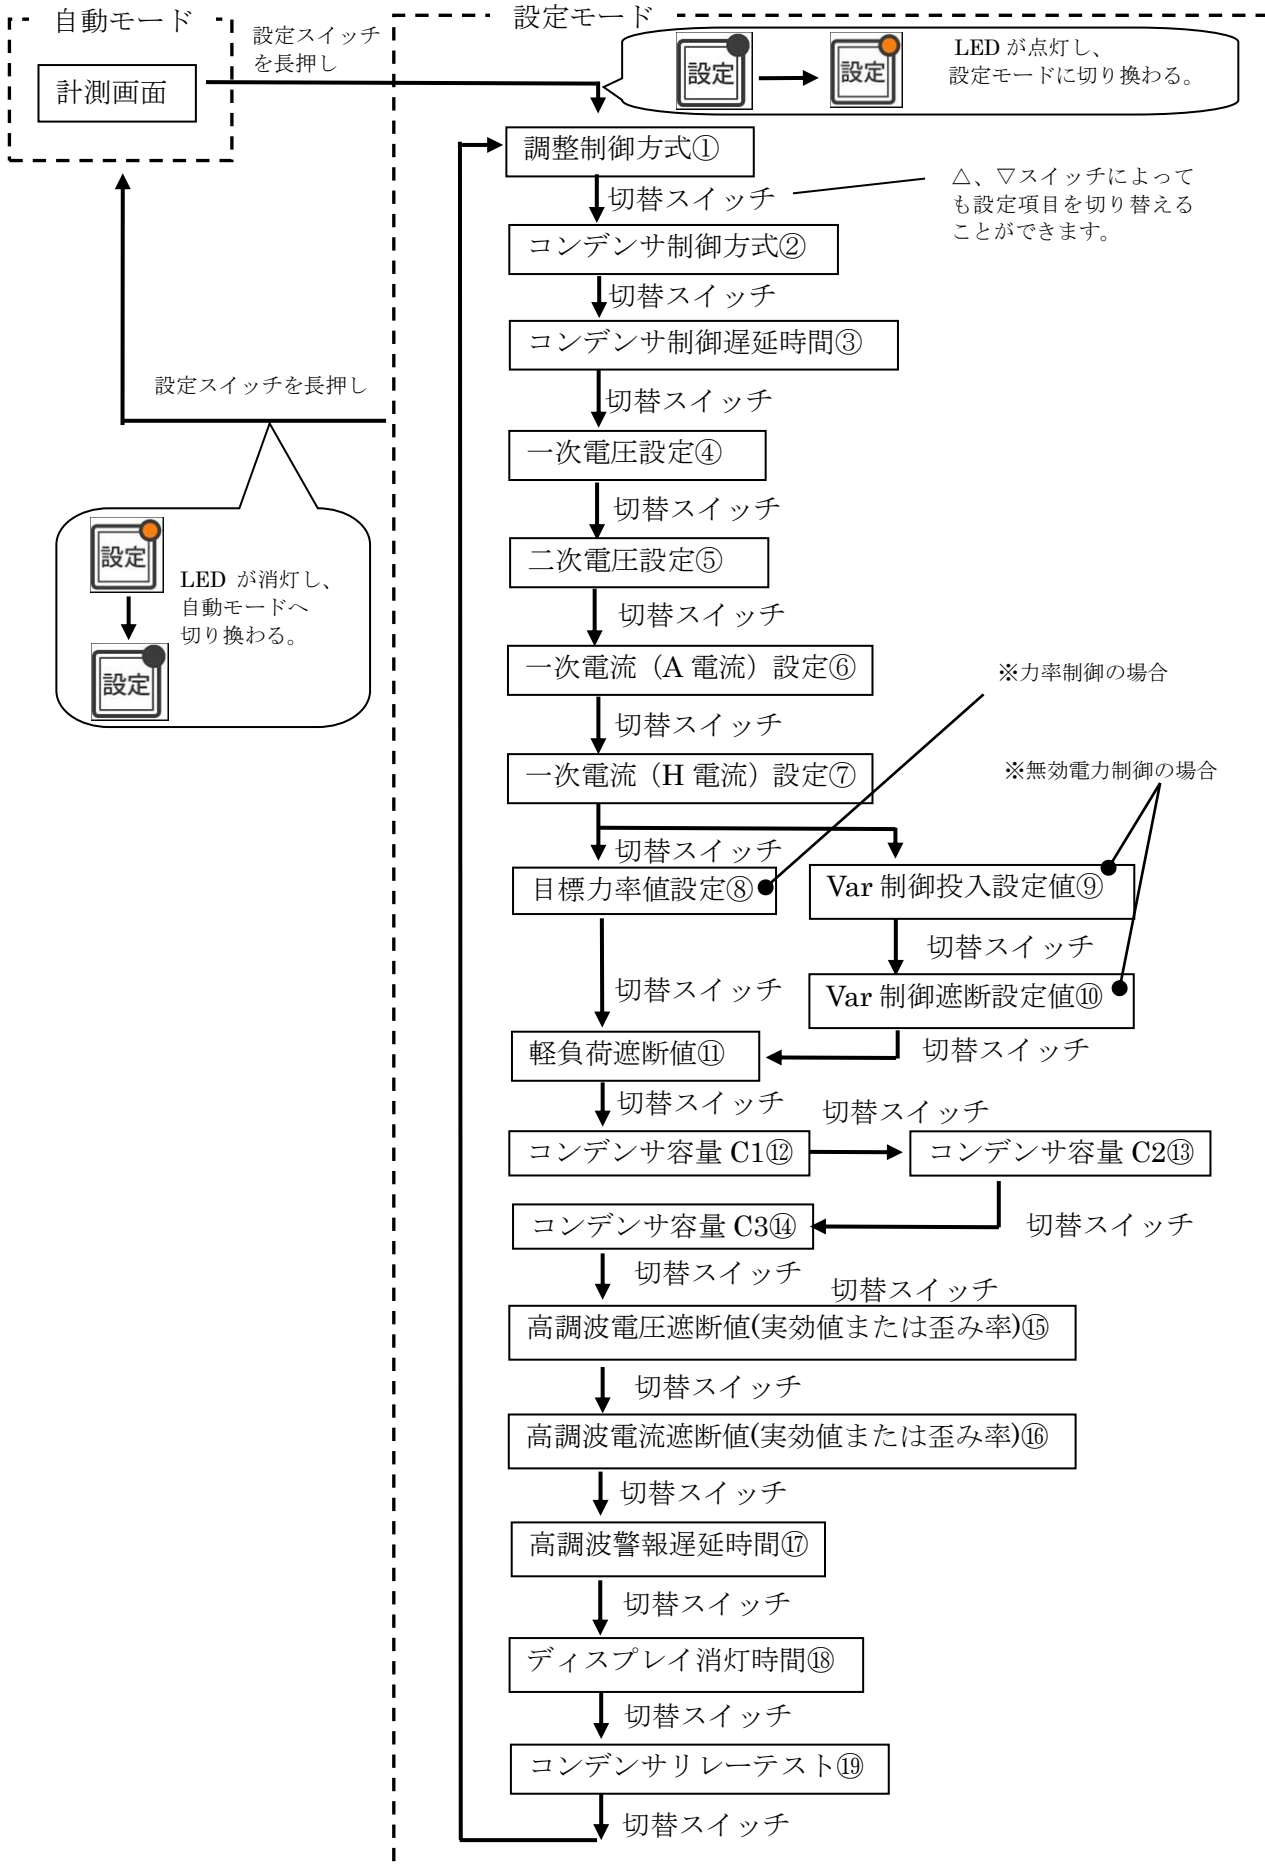 自動モード
設定モード
設定スイッチ
を長押し
計測画面
設定
設定
LED が点灯し、
設定モードに切り換わる。
調整制御方式①
切替スイッチ
△、▽スイッチによって
も設定項目を切り替える
ことができます。
コンデンサ制御方式②
切替スイッチ
コンデンサ制御遅延時間③
設定スイッチを長押し
切替スイッチ
一次電圧設定④
切替スイッチ
設定
LED が消灯し、
自動モードへ
切り換わる。
設定
二次電圧設定⑤
切替スイッチ
一次電流（A 電流）設定⑥
※力率制御の場合
切替スイッチ
一次電流（H 電流）設定⑦
※無効電力制御の場合
切替スイッチ
目標力率値設定⑧
Var 制御投入設定値⑨
切替スイッチ
切替スイッチ
Var 制御遮断設定値⑩
軽負荷遮断値⑪
切替スイッチ
切替スイッチ
切替スイッチ
コンデンサ容量 C1⑫
コンデンサ容量 C2⑬
コンデンサ容量 C3⑭
切替スイッチ
切替スイッチ
切替スイッチ
高調波電圧遮断値(実効値または歪み率)⑮
切替スイッチ
高調波電流遮断値(実効値または歪み率)⑯
切替スイッチ
高調波警報遅延時間⑰
切替スイッチ
ディスプレイ消灯時間⑱
切替スイッチ
コンデンサリレーテスト⑲
切替スイッチ